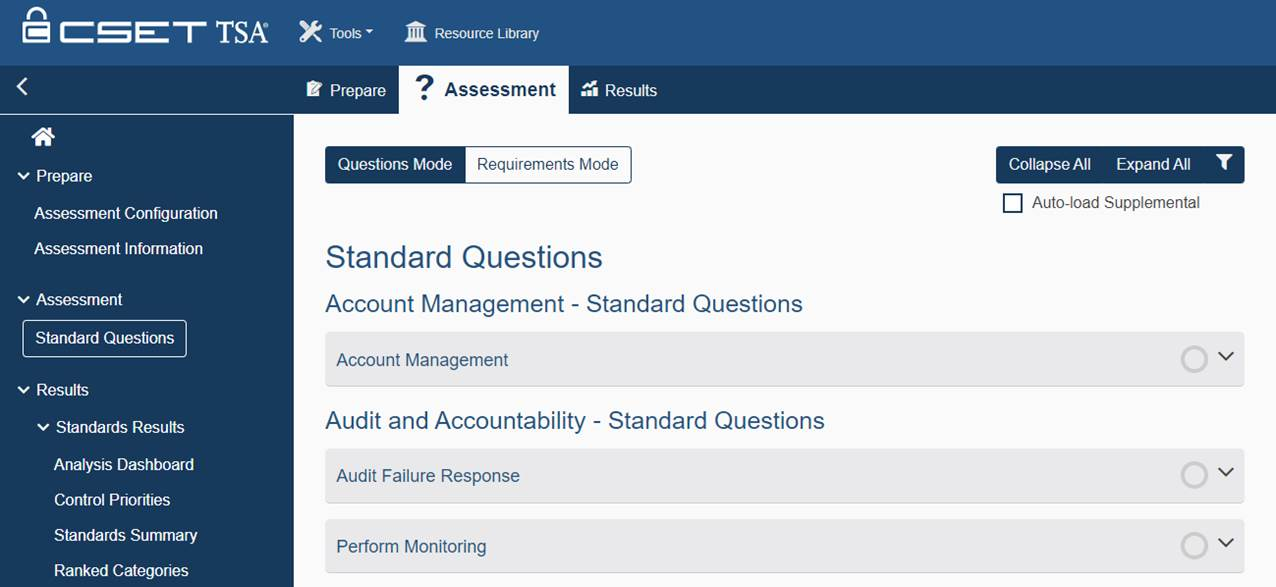 CSET TSA® Tools Resource Library
Prepare ? Assessment Results
Prepare
Assessment Configuration
Assessment Information
Assessment
Standard Questions
Results
Standards Results
Analysis Dashboard
Control Priorities
Standards Summary
Ranked Categories
Questions Mode Requirements Mode
Collapse All Expand All
Auto-load Supplemental
Standard Questions
Account Management - Standard Questions
Account Management
Audit and Accountability - Standard Questions
Audit Failure Response
Perform Monitoring